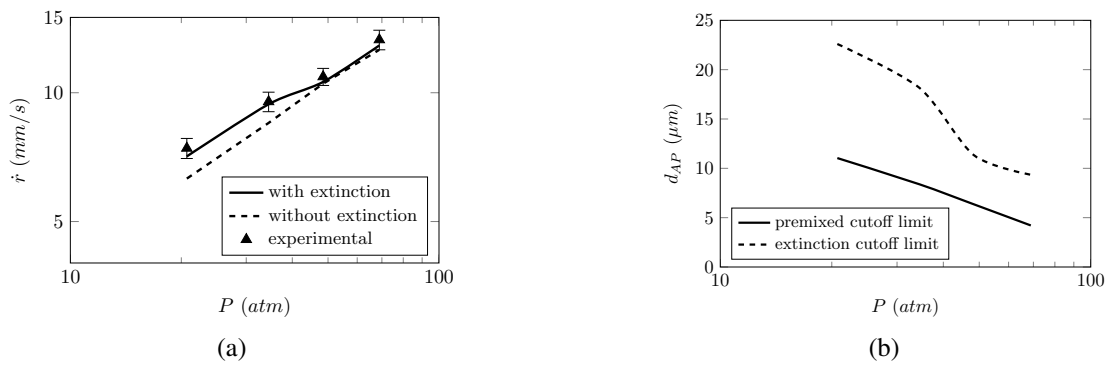 15
10
5
10
100
ṙ (mm/s)
P (atm)
with extinction
without extinction
experimental
(a)
25
20
15
10
5
0
10
100
d_AP (μm)
P (atm)
premixed cutoff limit
extinction cutoff limit
(b)